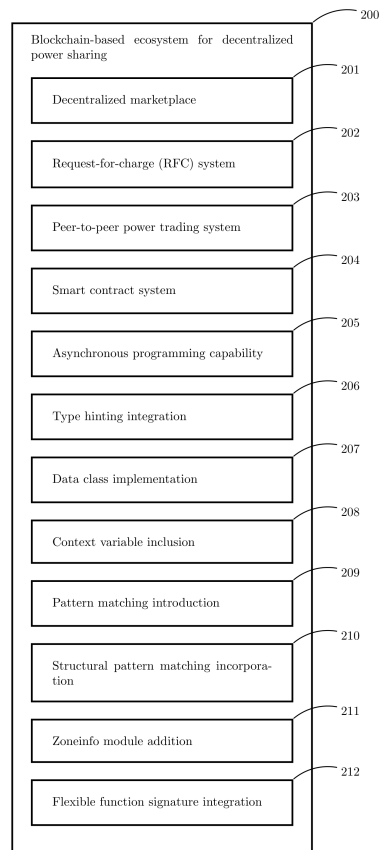 200
Blockchain-based ecosystem for decentralized
power sharing
201
Decentralized marketplace
202
Request-for-charge (RFC) system
203
Peer-to-peer power trading system
204
Smart contract system
205
Asynchronous programming capability
206
Type hinting integration
207
Data class implementation
208
Context variable inclusion
209
Pattern matching introduction
210
Structural pattern matching incorpora-
tion
211
Zoneinfo module addition
212
Flexible function signature integration